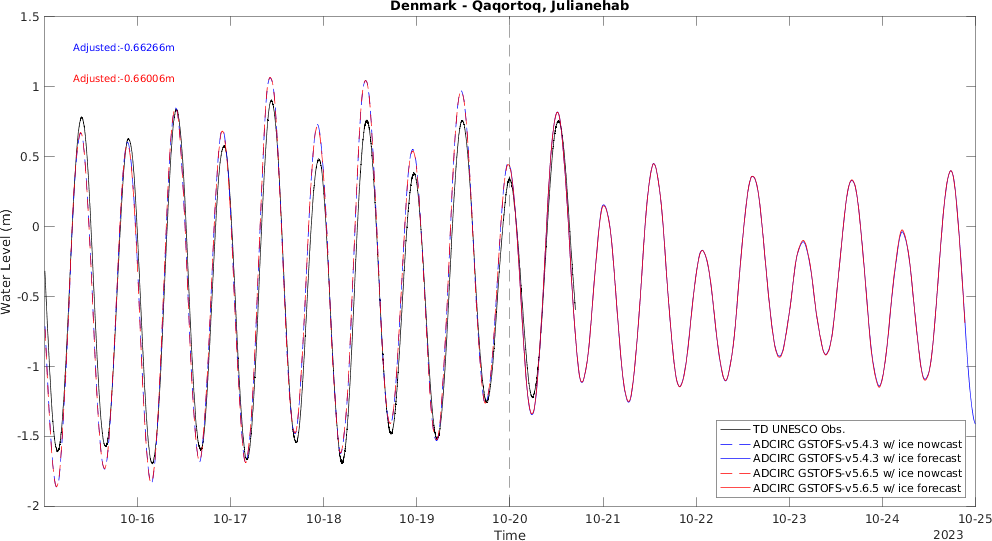 Denmark - Qaqortoq, Julianehab
1.5
Adjusted:-0.66266m
Adjusted:-0.66006m
1
0.5
0
-0.5
-1
-1.5
-2
Water Level (m)
TD UNESCO Obs.
ADCIRC GSTOFS-v5.4.3 w/ ice nowcast
ADCIRC GSTOFS-v5.4.3 w/ ice forecast
ADCIRC GSTOFS-v5.6.5 w/ ice nowcast
ADCIRC GSTOFS-v5.6.5 w/ ice forecast
10-16 10-17 10-18 10-19 10-20 10-21 10-22 10-23 10-24 10-25
Time
2023